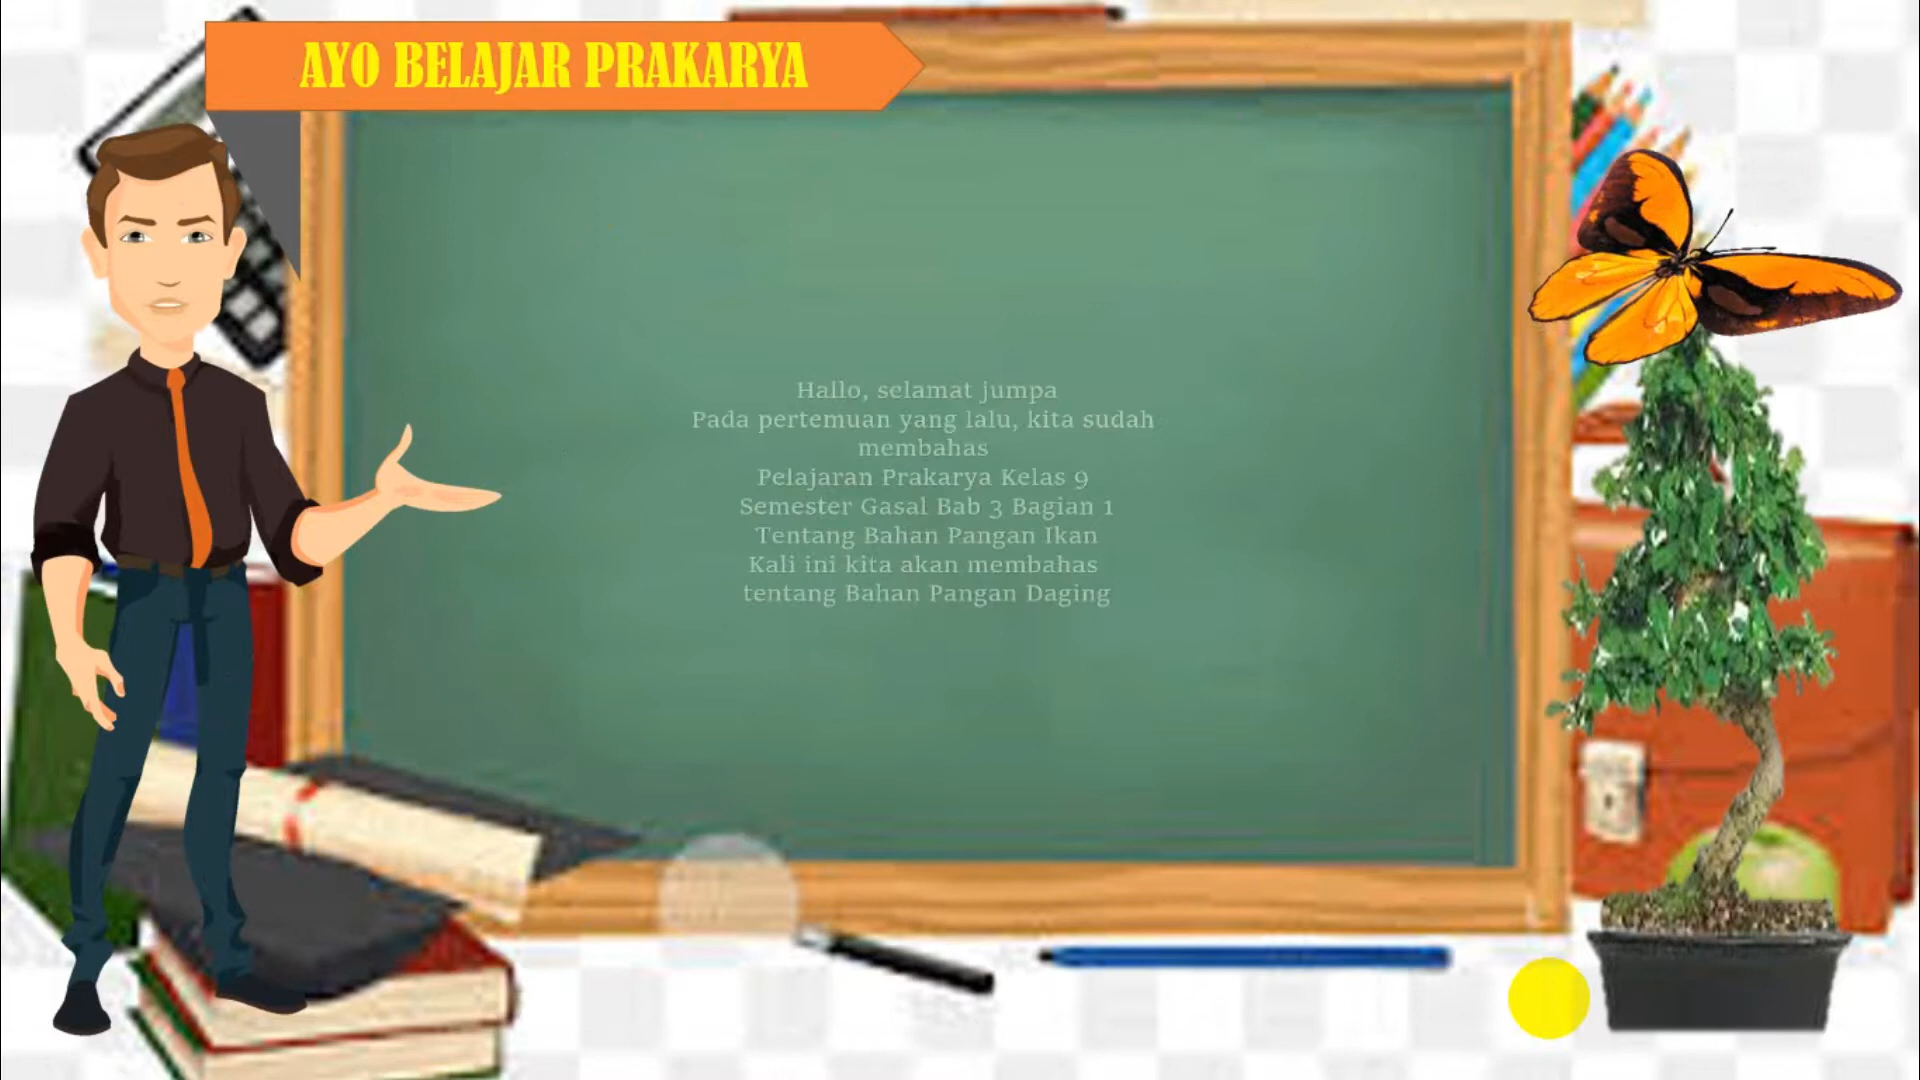 AYO BELAJAR PRAKARYA
Hallo, selamat jumpa
Pada pertemuan yang lalu, kita sudah
membahas
Pelajaran Prakarya Kelas 9
Semester Gasal Bab 3 Bagian 1
Tentang Bahan Pangan Ikan
Kali ini kita akan membahas
tentang Bahan Pangan Daging